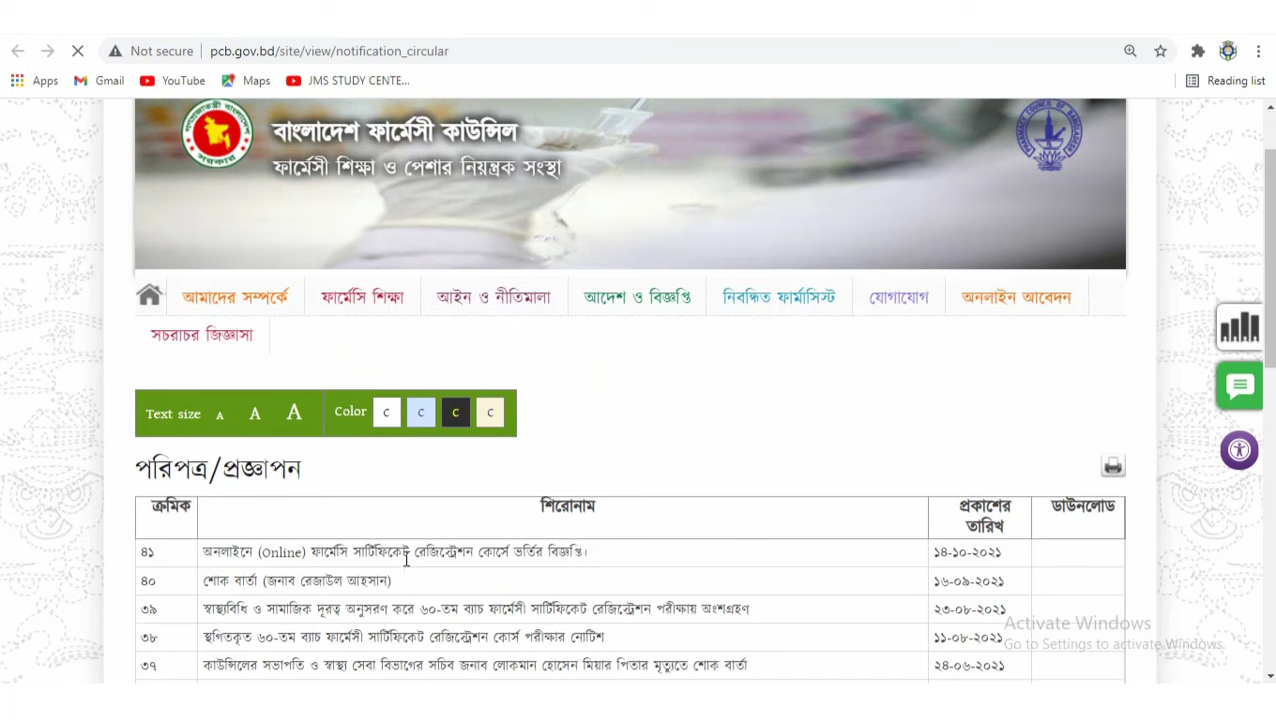 Not secure pcb.gov.bd/site/view/notification_circular
Apps Gmail YouTube Maps JMS STUDY CENTE... Reading list
বাংলাদেশ ফার্মেসী কাউন্সিল
ফার্মেসী শিক্ষা ও পেশার নিয়ন্ত্রক সংস্থা
আমাদের সম্পর্কে ফার্মেসি শিক্ষা আইন ও নীতিমালা আদেশ ও বিজ্ঞপ্তি নিবন্ধিত ফার্মাসিস্ট যোগাযোগ অনলাইন আবেদন
সচরাচর জিজ্ঞাসা
Text size A A A Color C C C C
পরিপত্র/প্রজ্ঞাপন
ক্রমিক শিরোনাম প্রকাশের তারিখ ডাউনলোড
৪১ অনলাইনে (Online) ফার্মেসি সার্টিফিকেট রেজিস্ট্রেশন কোর্সে ভর্তির বিজ্ঞপ্তি। ১৪-১০-২০২১
৪০ শোক বার্তা (জনাব রেজাউল আহসান) ১৬-০৯-২০২১
৩৯ স্বাস্থ্যবিধি ও সামাজিক দূরত্ব অনুসরণ করে ৬০-তম ব্যাচ ফার্মেসী সার্টিফিকেট রেজিস্ট্রেশন পরীক্ষায় অংশগ্রহণ ২৩-০৮-২০২১
৩৮ স্থগিতকৃত ৬০-তম ব্যাচ ফার্মেসী সার্টিফিকেট রেজিস্ট্রেশন কোর্স পরীক্ষার নোটিশ ১১-০৮-২০২১
৩৭ কাউন্সিলের সভাপতি ও স্বাস্থ্য সেবা বিভাগের সচিব জনাব লোকমান হোসেন মিয়ার পিতার মৃত্যুতে শোক বার্তা ২৪-০৬-২০২১
Activate Windows
Go to Settings to activate Windows.